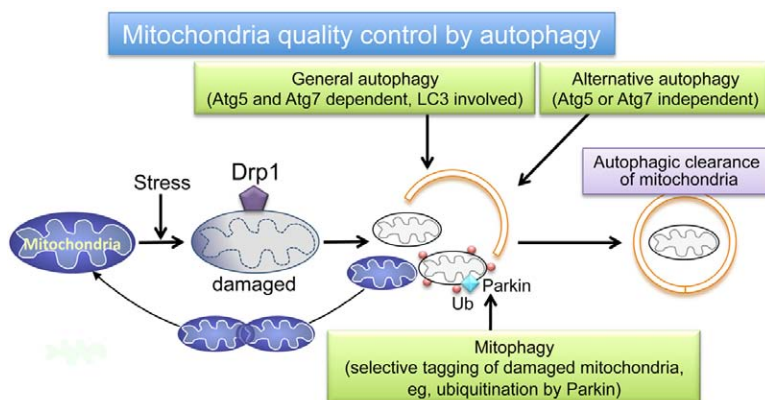 Mitochondria quality control by autophagy
General autophagy
(Atg5 and Atg7 dependent, LC3 involved)
Alternative autophagy
(Atg5 or Atg7 independent)
Autophagic clearance
of mitochondria
Drp1
Stress
Mitochondria
damaged
Parkin
Ub
Mitophagy
(selective tagging of damaged mitochondria,
eg, ubiquitination by Parkin)